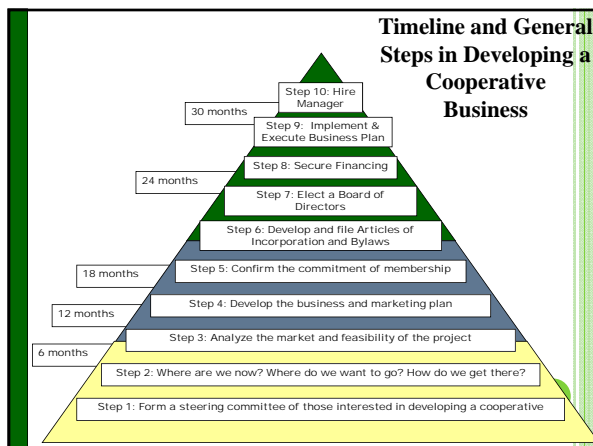 Timeline and General
Steps in Developing a
Cooperative
Business
Step 10: Hire
Manager
30 months
Step 9: Implement &
Execute Business Plan
Step 8: Secure Financing
24 months
Step 7: Elect a Board of
Directors
Step 6: Develop and file Articles of
Incorporation and Bylaws
18 months
Step 5: Confirm the commitment of membership
Step 4: Develop the business and marketing plan
12 months
Step 3: Analyze the market and feasibility of the project
6 months
Step 2: Where are we now? Where do we want to go? How do we get there?
Step 1: Form a steering committee of those interested in developing a cooperative